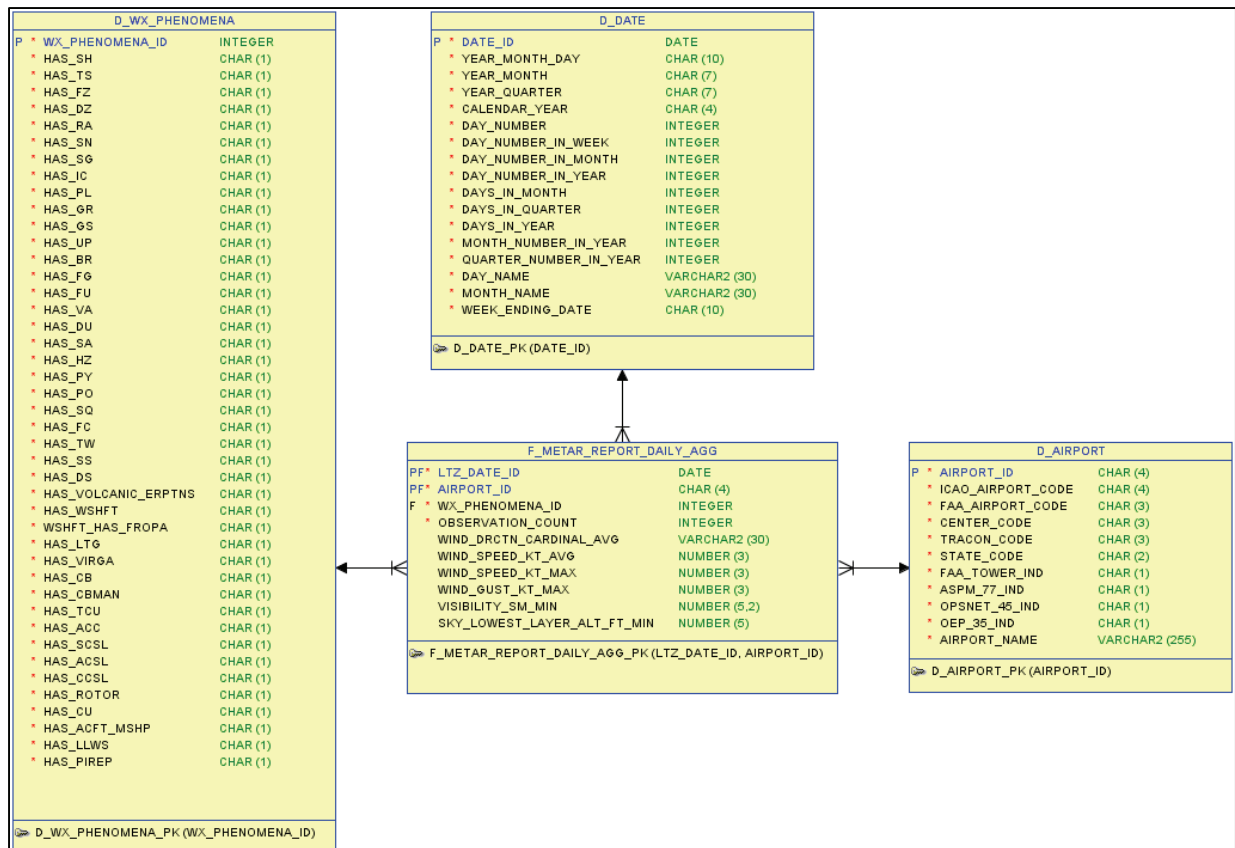 D_WX_PHENOMENA
P * WX_PHENOMENA_ID INTEGER
* HAS_SH CHAR (1)
* HAS_TS CHAR (1)
* HAS_FZ CHAR (1)
* HAS_DZ CHAR (1)
* HAS_RA CHAR (1)
* HAS_SN CHAR (1)
* HAS_SG CHAR (1)
* HAS_IC CHAR (1)
* HAS_PL CHAR (1)
* HAS_GR CHAR (1)
* HAS_GS CHAR (1)
* HAS_UP CHAR (1)
* HAS_BR CHAR (1)
* HAS_FG CHAR (1)
* HAS_FU CHAR (1)
* HAS_VA CHAR (1)
* HAS_DU CHAR (1)
* HAS_SA CHAR (1)
* HAS_HZ CHAR (1)
* HAS_PY CHAR (1)
* HAS_PO CHAR (1)
* HAS_SQ CHAR (1)
* HAS_FC CHAR (1)
* HAS_TW CHAR (1)
* HAS_SS CHAR (1)
* HAS_DS CHAR (1)
* HAS_VOLCANIC_ERPTNS CHAR (1)
* HAS_WSHFT CHAR (1)
* WSHFT_HAS_FROPA CHAR (1)
* HAS_LTG CHAR (1)
* HAS_VIRGA CHAR (1)
* HAS_CB CHAR (1)
* HAS_CBMAN CHAR (1)
* HAS_TCU CHAR (1)
* HAS_ACC CHAR (1)
* HAS_SCSL CHAR (1)
* HAS_ACSL CHAR (1)
* HAS_CCSL CHAR (1)
* HAS_ROTOR CHAR (1)
* HAS_CU CHAR (1)
* HAS_ACFT_MSHP CHAR (1)
* HAS_LLWS CHAR (1)
* HAS_PIREP CHAR (1)
D_WX_PHENOMENA_PK (WX_PHENOMENA_ID)
D_DATE
P * DATE_ID DATE
* YEAR_MONTH_DAY CHAR (10)
* YEAR_MONTH CHAR (7)
* YEAR_QUARTER CHAR (7)
* CALENDAR_YEAR CHAR (4)
* DAY_NUMBER INTEGER
* DAY_NUMBER_IN_WEEK INTEGER
* DAY_NUMBER_IN_MONTH INTEGER
* DAY_NUMBER_IN_YEAR INTEGER
* DAYS_IN_MONTH INTEGER
* DAYS_IN_QUARTER INTEGER
* DAYS_IN_YEAR INTEGER
* MONTH_NUMBER_IN_YEAR INTEGER
* QUARTER_NUMBER_IN_YEAR INTEGER
* DAY_NAME VARCHAR2 (30)
* MONTH_NAME VARCHAR2 (30)
* WEEK_ENDING_DATE CHAR (10)
D_DATE_PK (DATE_ID)
F_METAR_REPORT_DAILY_AGG
PF* LTZ_DATE_ID DATE
PF* AIRPORT_ID CHAR (4)
F * WX_PHENOMENA_ID INTEGER
* OBSERVATION_COUNT INTEGER
WIND_DRCTN_CARDINAL_AVG VARCHAR2 (30)
WIND_SPEED_KT_AVG NUMBER (3)
WIND_SPEED_KT_MAX NUMBER (3)
WIND_GUST_KT_MAX NUMBER (3)
VISIBILITY_SM_MIN NUMBER (5,2)
SKY_LOWEST_LAYER_ALT_FT_MIN NUMBER (5)
F_METAR_REPORT_DAILY_AGG_PK (LTZ_DATE_ID, AIRPORT_ID)
D_AIRPORT
P * AIRPORT_ID CHAR (4)
* ICAO_AIRPORT_CODE CHAR (4)
* FAA_AIRPORT_CODE CHAR (3)
* CENTER_CODE CHAR (3)
* TRACON_CODE CHAR (3)
* STATE_CODE CHAR (2)
* FAA_TOWER_IND CHAR (1)
* ASPM_77_IND CHAR (1)
* OPSNET_45_IND CHAR (1)
* OEP_35_IND CHAR (1)
* AIRPORT_NAME VARCHAR2 (255)
D_AIRPORT_PK (AIRPORT_ID)